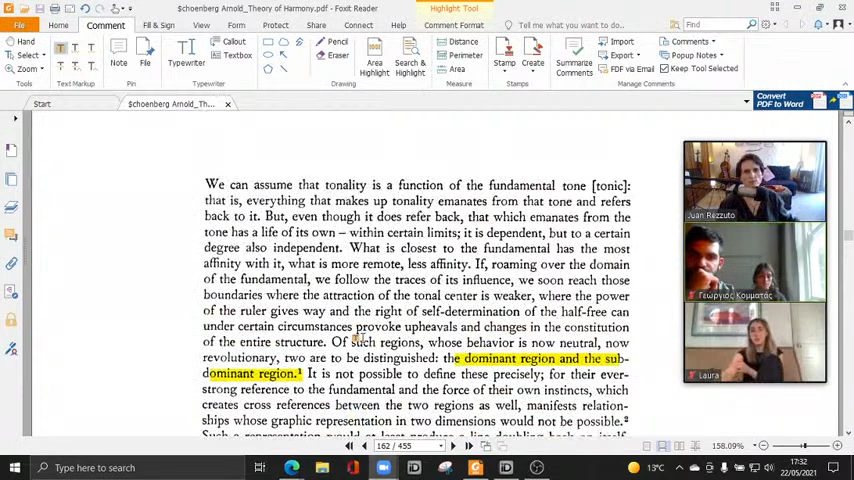 $choenberg Arnold_Theory of Harmony.pdf - Foxit Reader
Highlight Tool
File
Home
Comment
Fill & Sign
View
Form
Protect
Share
Connect
Help
Comment Format
Tell me what you want to do...
Find
Hand
Select
Zoom
Text Markup
Note
File
Typewriter
Callout
Textbox
Typewriter
Pencil
Eraser
Drawing
Area
Highlight
Search &
Highlight
Distance
Perimeter
Area
Measure
Stamp
Create
Stamps
Summarize
Comments
Import
Export
FDF via Email
Comments
Popup Notes
Keep Tool Selected
Manage Comments
Start
$choenberg Arnold_Th...
Convert
PDF to Word
We can assume that tonality is a function of the fundamental tone [tonic]:
that is, everything that makes up tonality emanates from that tone and refers
back to it. But, even though it does refer back, that which emanates from the
tone has a life of its own – within certain limits; it is dependent, but to a certain
degree also independent. What is closest to the fundamental has the most
affinity with it, what is more remote, less affinity. If, roaming over the domain
of the fundamental, we follow the traces of its influence, we soon reach those
boundaries where the attraction of the tonal center is weaker, where the power
of the ruler gives way and the right of self-determination of the half-free can
under certain circumstances provoke upheavals and changes in the constitution
of the entire structure. Of such regions, whose behavior is now neutral, now
revolutionary, two are to be distinguished: the dominant region and the sub-
dominant region.¹ It is not possible to define these precisely; for their ever-
strong reference to the fundamental and the force of their own instincts, which
creates cross references between the two regions as well, manifests relation-
ships whose graphic representation in two dimensions would not be possible.²
Such a representation would at least produce a line doubling back on itself
Juan Rezzuto
Γεώργιος Κομματάς
Laura
162 / 455
158.09%
Type here to search
13°C
17:32
22/05/2021